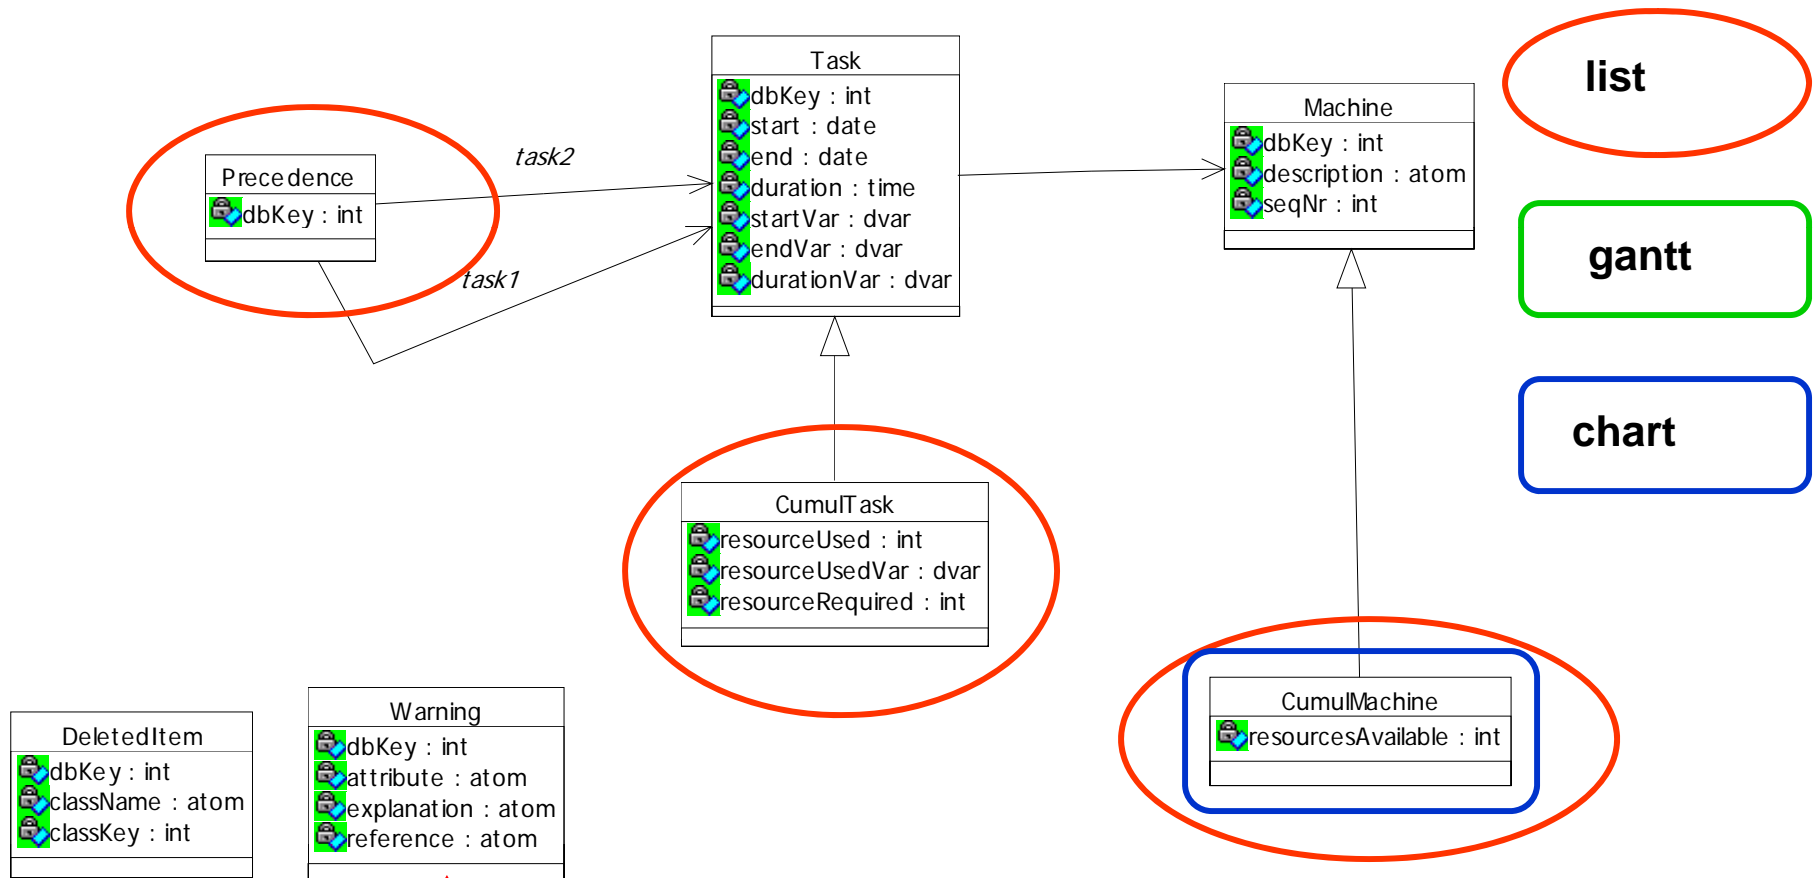 Task
dbKey : int
start : date
end : date
duration : time
startVar : dvar
endVar : dvar
durationVar : dvar
Machine
dbKey : int
description : atom
seqNr : int
list
gantt
chart
Precedence
dbKey : int
task2
task1
CumulTask
resourceUsed : int
resourceUsedVar : dvar
resourceRequired : int
CumulMachine
resourcesAvailable : int
DeletedItem
dbKey : int
className : atom
classKey : int
Warning
dbKey : int
attribute : atom
explanation : atom
reference : atom